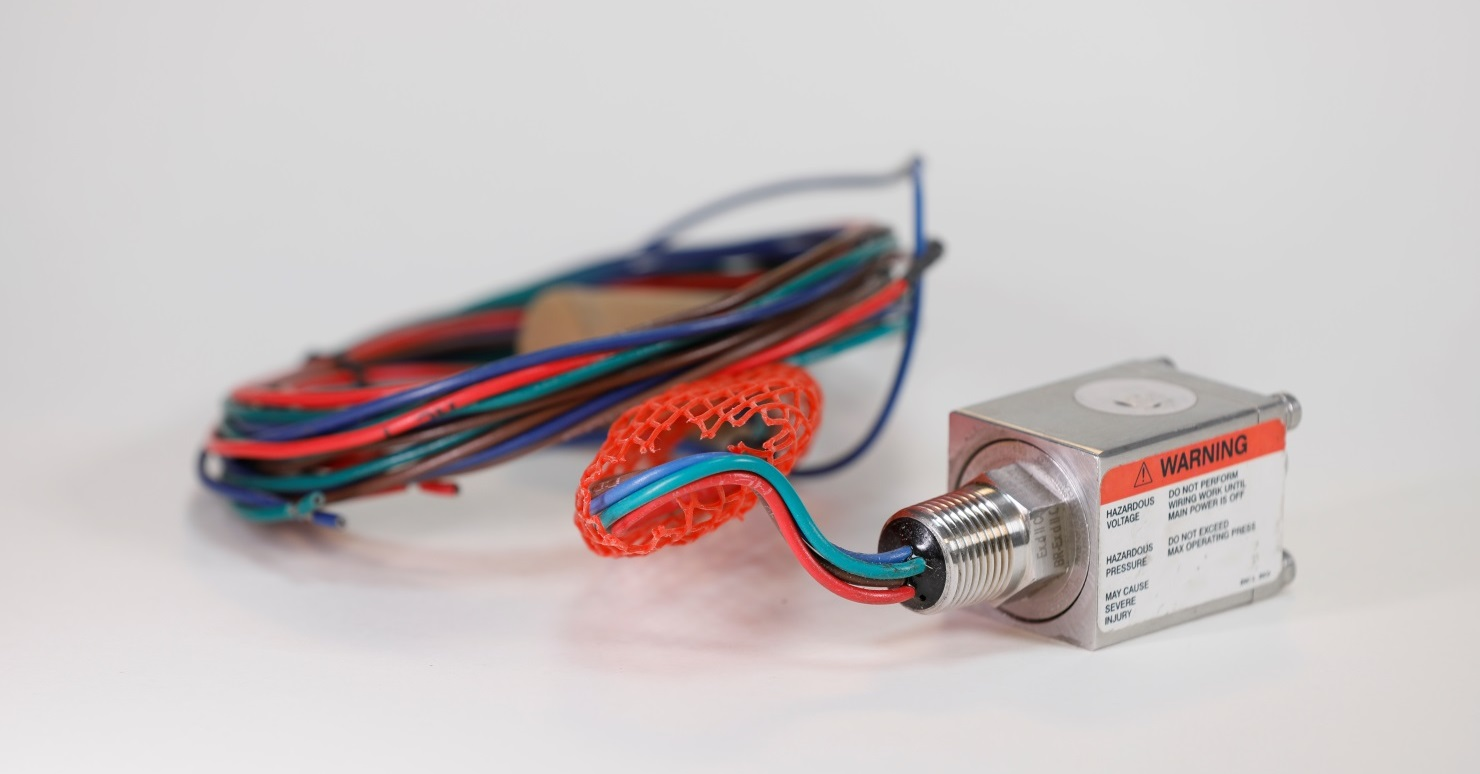 WARNING
HAZARDOUS
VOLTAGE
DO NOT PERFORM
WIRING WORK UNTIL
MAIN POWER IS OFF
HAZARDOUS
PRESSURE
DO NOT EXCEED
MAX OPERATING PRESS
MAY CAUSE
SEVERE
INJURY